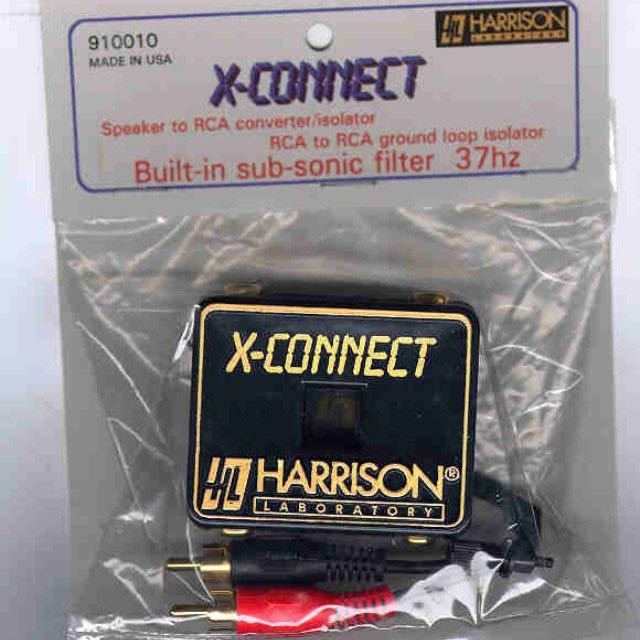 910010
MADE IN USA
HARRISON
LABORATORY
X-CONNECT
Speaker to RCA converter/isolator
RCA to RCA ground loop isolator
Built-in sub-sonic filter 37hz
X-CONNECT
HARRISON®
LABORATORY